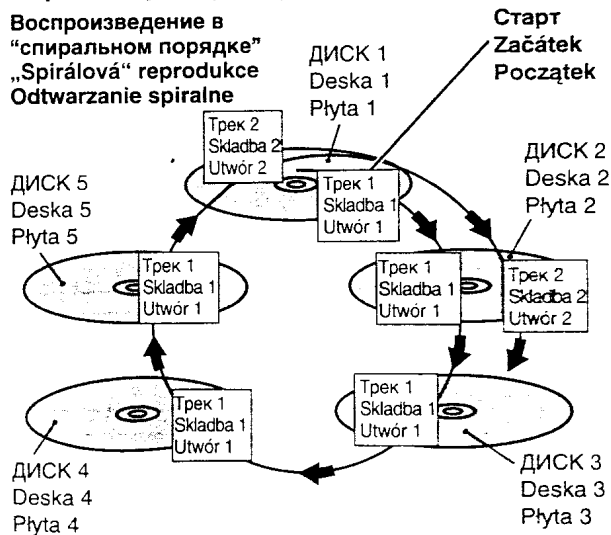 Воспроизведение в
“спиральном порядке”
„Spirálová“ reprodukce
Odtwarzanie spiralne
Старт
Začátek
Początek
ДИСК 1
Deska 1
Płyta 1
Трек 2
Skladba 2
Utwór 2
Трек 1
Skladba 1
Utwór 1
ДИСК 2
Deska 2
Płyta 2
Трек 1
Skladba 1
Utwór 1
Трек 2
Skladba 2
Utwór 2
ДИСК 5
Deska 5
Płyta 5
Трек 1
Skladba 1
Utwór 1
Трек 1
Skladba 1
Utwór 1
ДИСК 4
Deska 4
Płyta 4
Трек 1
Skladba 1
Utwór 1
ДИСК 3
Deska 3
Płyta 3